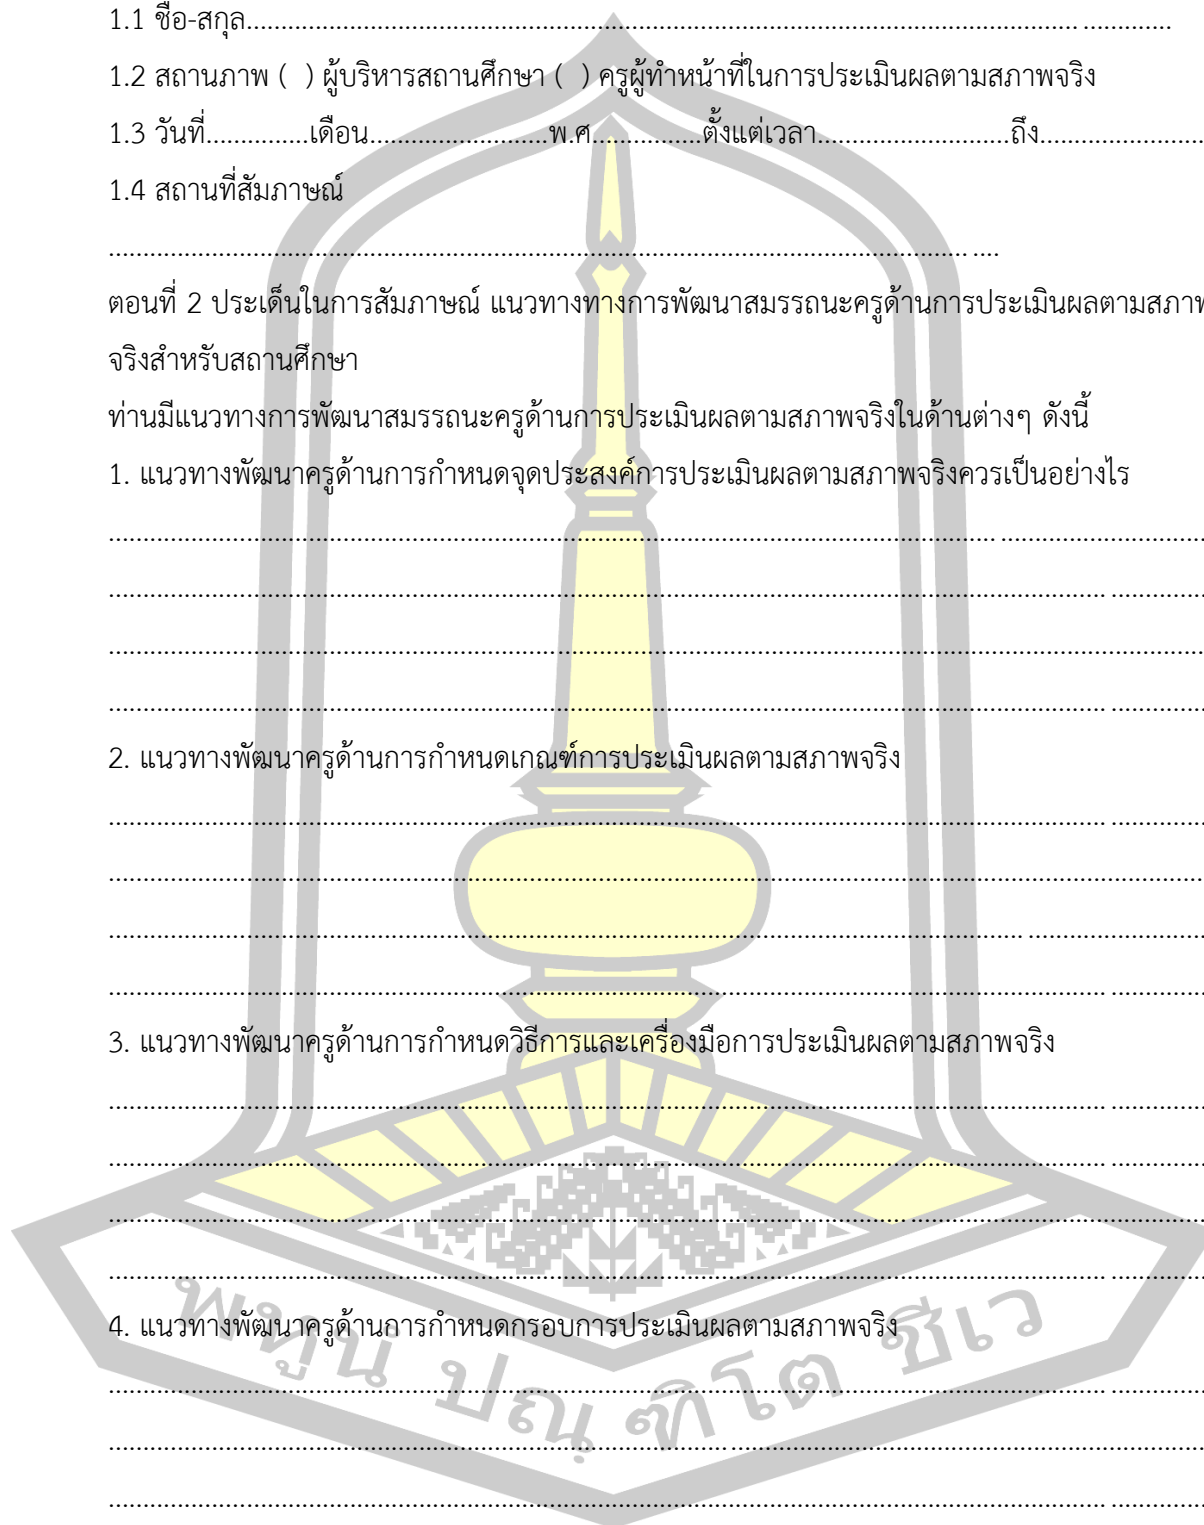 1.1 ชื่อ-สกุล....................................................................................................................... .............
1.2 สถานภาพ ( ) ผู้บริหารสถานศึกษา ( ) ครูผู้ทำหน้าที่ในการประเมินผลตามสภาพจริง
1.3 วันที่...............เดือน..........................พ.ศ................ตั้งแต่เวลา............................ถึง........................
1.4 สถานที่สัมภาษณ์
............................................................................................................................. ....
ตอนที่ 2 ประเด็นในการสัมภาษณ์ แนวทางทางการพัฒนาสมรรถนะครูด้านการประเมินผลตามสภาพ
จริงสำหรับสถานศึกษา
ท่านมีแนวทางการพัฒนาสมรรถนะครูด้านการประเมินผลตามสภาพจริงในด้านต่างๆ ดังนี้
1. แนวทางพัฒนาครูด้านการกำหนดจุดประสงค์การประเมินผลตามสภาพจริงควรเป็นอย่างไร
2. แนวทางพัฒนาครูด้านการกำหนดเกณฑ์การประเมินผลตามสภาพจริง
3. แนวทางพัฒนาครูด้านการกำหนดวิธีการและเครื่องมือการประเมินผลตามสภาพจริง
4. แนวทางพัฒนาครูด้านการกำหนดกรอบการประเมินผลตามสภาพจริง
พหูนํ ปณฺฑิโต ชีเว